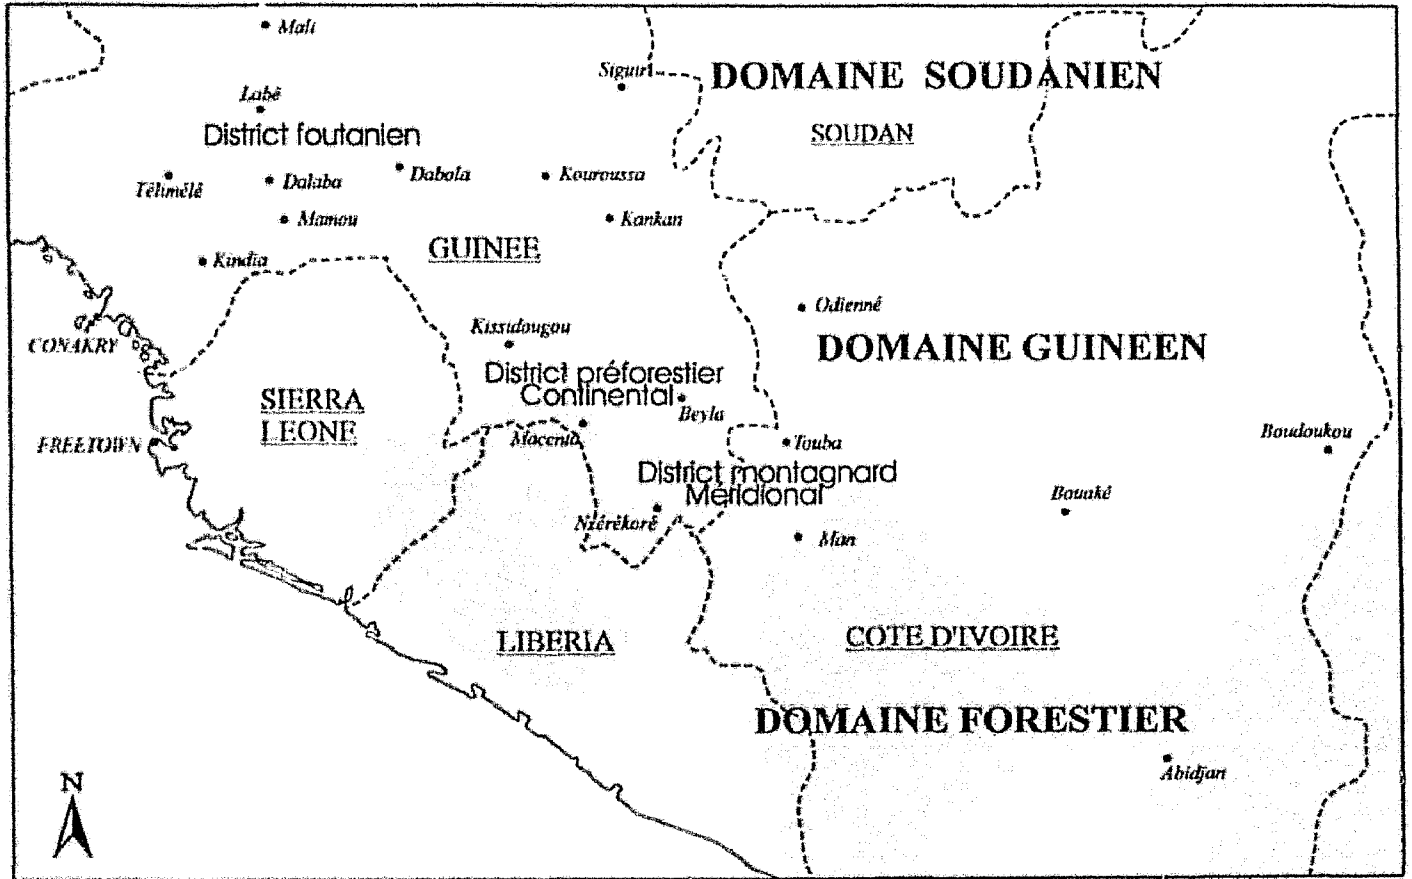 Mali
Siguiri
DOMAINE SOUDANIEN
Labé
District foutanien
SOUDAN
Télimélé
Dalaba
Dabola
Kouroussa
Mamou
Kankan
GUINEE
Kindia
Odienné
Kissidougou
CONAKRY
DOMAINE GUINEEN
District préforestier
Continental
SIERRA
LEONE
Beyla
Macenta
FREETOWN
Touba
Boudoukou
District montagnard
Méridional
Bouaké
Nzérékoré
Man
LIBERIA
COTE D'IVOIRE
DOMAINE FORESTIER
Abidjan
N